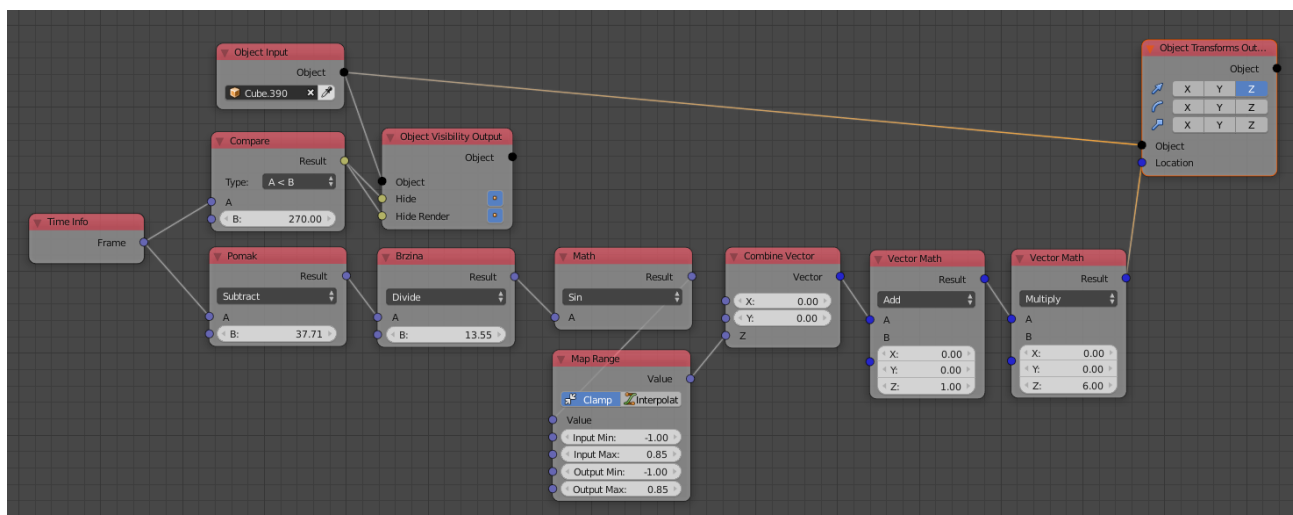 Object Input
Object
Cube.390
Compare
Result
Type: A < B
A
B: 270.00
Object Visibility Output
Object
Object
Hide
Hide Render
Time Info
Frame
Pomak
Result
Subtract
A
B: 37.71
Brzina
Result
Divide
A
B: 13.55
Math
Result
Sin
A
Map Range
Value
Clamp Interpolat
Value
Input Min: -1.00
Input Max: 0.85
Output Min: -1.00
Output Max: 0.85
Combine Vector
Vector
X: 0.00
Y: 0.00
Z
Vector Math
Result
Add
A
B
X: 0.00
Y: 0.00
Z: 1.00
Vector Math
Result
Multiply
A
B
X: 0.00
Y: 0.00
Z: 6.00
Object Transforms Out...
Object
X Y Z
X Y Z
X Y Z
Object
Location